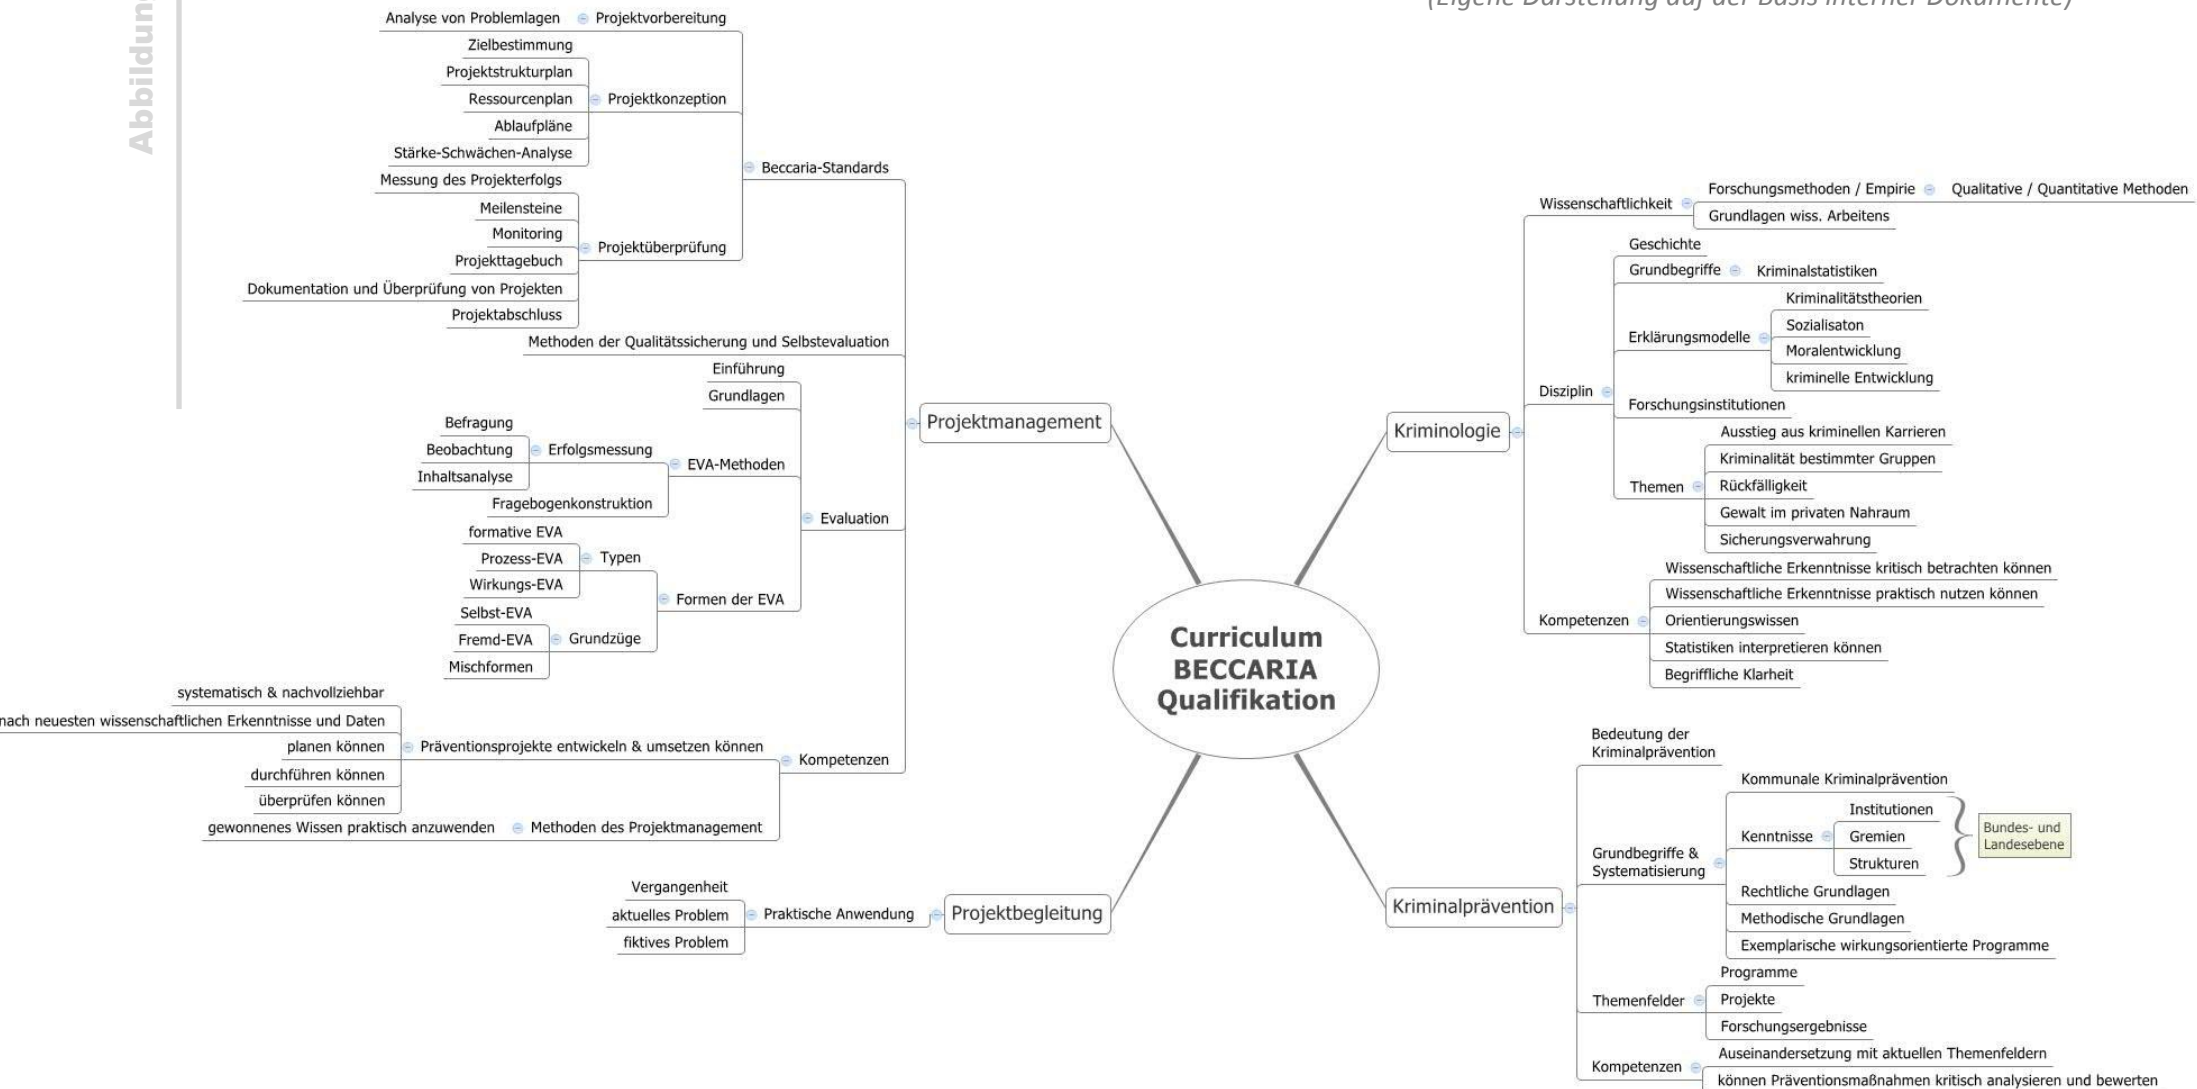 Abbildun
(Eigene Darstellung auf der Basis interner Dokumente)
Curriculum
BECCARIA
Qualifikation
Projektmanagement
Beccaria-Standards
Projektvorbereitung
Analyse von Problemlagen
Projektkonzeption
Zielbestimmung
Projektstrukturplan
Ressourcenplan
Ablaufpläne
Stärke-Schwächen-Analyse
Projektüberprüfung
Messung des Projekterfolgs
Meilensteine
Monitoring
Projekttagebuch
Dokumentation und Überprüfung von Projekten
Projektabschluss
Methoden der Qualitätssicherung und Selbstevaluation
Evaluation
Einführung
Grundlagen
EVA-Methoden
Erfolgsmessung
Befragung
Beobachtung
Inhaltsanalyse
Fragebogenkonstruktion
Formen der EVA
Typen
formative EVA
Prozess-EVA
Wirkungs-EVA
Grundzüge
Selbst-EVA
Fremd-EVA
Mischformen
Kompetenzen
Präventionsprojekte entwickeln & umsetzen können
systematisch & nachvollziehbar
nach neuesten wissenschaftlichen Erkenntnisse und Daten
planen können
durchführen können
überprüfen können
Methoden des Projektmanagement
gewonnenes Wissen praktisch anzuwenden
Projektbegleitung
Praktische Anwendung
Vergangenheit
aktuelles Problem
fiktives Problem
Kriminologie
Wissenschaftlichkeit
Forschungsmethoden / Empirie
Qualitative / Quantitative Methoden
Grundlagen wiss. Arbeitens
Disziplin
Geschichte
Grundbegriffe
Kriminalstatistiken
Erklärungsmodelle
Kriminalitätstheorien
Sozialisaton
Moralentwicklung
kriminelle Entwicklung
Forschungsinstitutionen
Themen
Ausstieg aus kriminellen Karrieren
Kriminalität bestimmter Gruppen
Rückfälligkeit
Gewalt im privaten Nahraum
Sicherungsverwahrung
Kompetenzen
Wissenschaftliche Erkenntnisse kritisch betrachten können
Wissenschaftliche Erkenntnisse praktisch nutzen können
Orientierungswissen
Statistiken interpretieren können
Begriffliche Klarheit
Kriminalprävention
Bedeutung der
Kriminalprävention
Grundbegriffe &
Systematisierung
Kommunale Kriminalprävention
Kenntnisse
Institutionen
Gremien
Strukturen
Bundes- und
Landesebene
Rechtliche Grundlagen
Methodische Grundlagen
Exemplarische wirkungsorientierte Programme
Themenfelder
Programme
Projekte
Forschungsergebnisse
Kompetenzen
Auseinandersetzung mit aktuellen Themenfeldern
können Präventionsmaßnahmen kritisch analysieren und bewerten